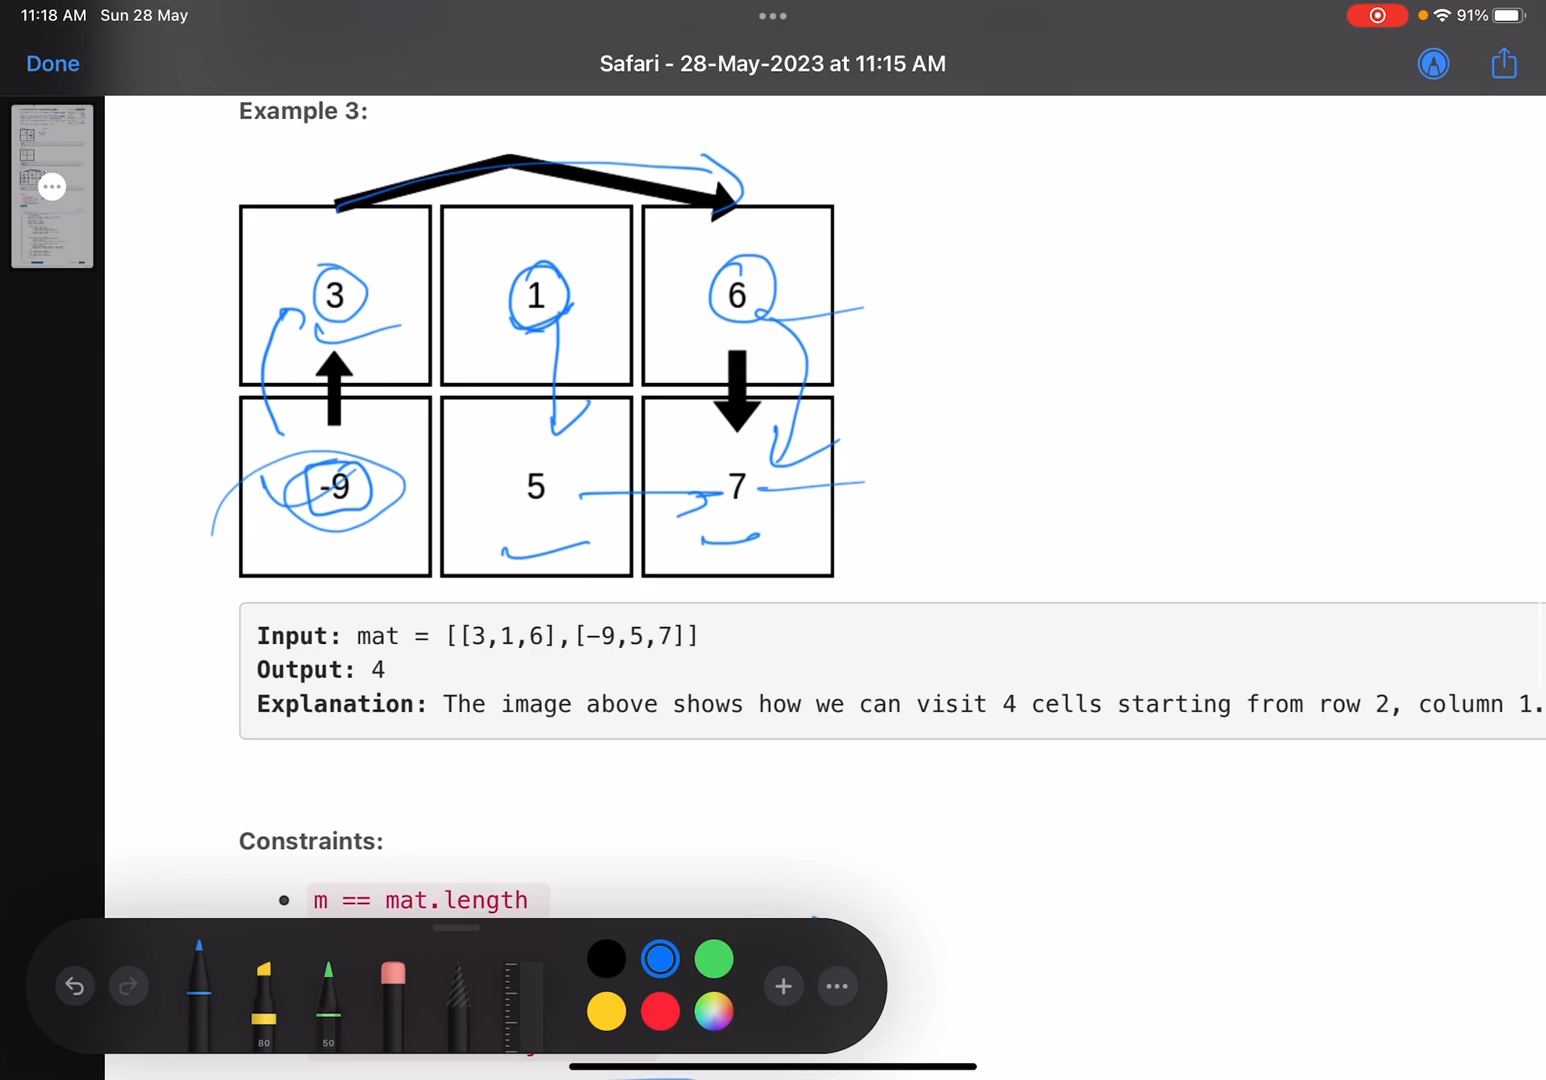 11:18 AM Sun 28 May
91%
Done
Safari - 28-May-2023 at 11:15 AM
Example 3:
3 1 6
-9 5 7
Input: mat = [[3,1,6],[-9,5,7]]
Output: 4
Explanation: The image above shows how we can visit 4 cells starting from row 2, column 1.
Constraints:
m == mat.length
80 50